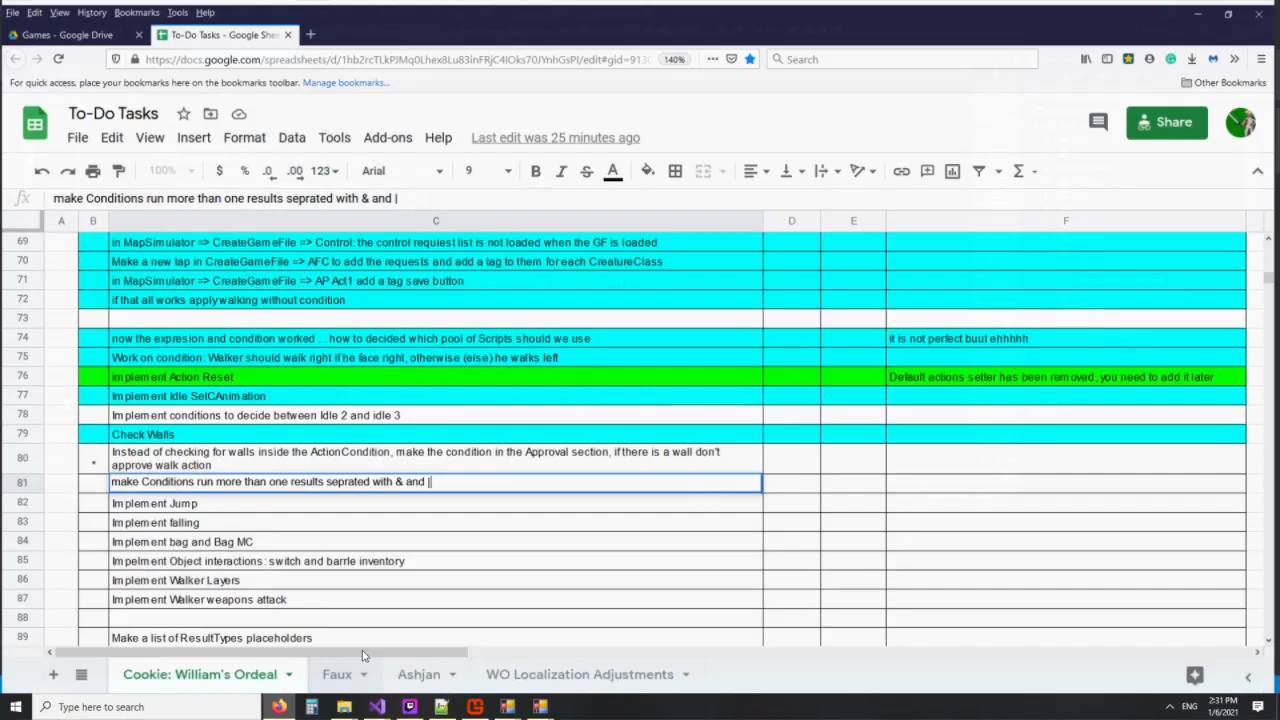 File Edit View History Bookmarks Tools Help
Games - Google Drive × To-Do Tasks - Google Shee × +
140% Search
For quick access, place your bookmarks here on the bookmarks toolbar. Manage bookmarks... Other Bookmarks
To-Do Tasks
Share
File Edit View Insert Format Data Tools Add-ons Help Last edit was 25 minutes ago
100% $ % .0 .00 123 Arial 9 B I S A
fx make Conditions run more than one results seprated with & and |
A B C D E F
69 in MapSimulator => CreateGameFile => Control: the control requiest list is not loaded when the GF is loaded
70 Make a new tap in CreateGameFile => AFC to add the requests and add a tag to them for each CreatureClass
71 in MapSimulator => CreateGameFile => AP Act1 add a tag save button
72 if that all works apply walking without condition
73
74 now the expresion and condition worked ... how to decided which pool of Scripts should we use it is not perfect buut ehhhhh
75 Work on condition: Walker should walk right if he face right, otherwise (else) he walks left
76 implement Action Reset Default actions setter has been removed, you need to add it later
77 Implement Idle SetCAnimation
78 Implement conditions to decide between Idle 2 and idle 3
79 Check Walls
80 Instead of checking for walls inside the ActionCondition, make the condition in the Approval section, if there is a wall don't
approve walk action
81 make Conditions run more than one results seprated with & and |
82 Implement Jump
83 Implement falling
84 Implement bag and Bag MC
85 Impelment Object interactions: switch and barrle inventory
86 Implement Walker Layers
87 Implement Walker weapons attack
88
89 Make a list of ResultTypes placeholders
Cookie: William's Ordeal Faux Ashjan WO Localization Adjustments
Type here to search ENG 2:31 PM
1/6/2021